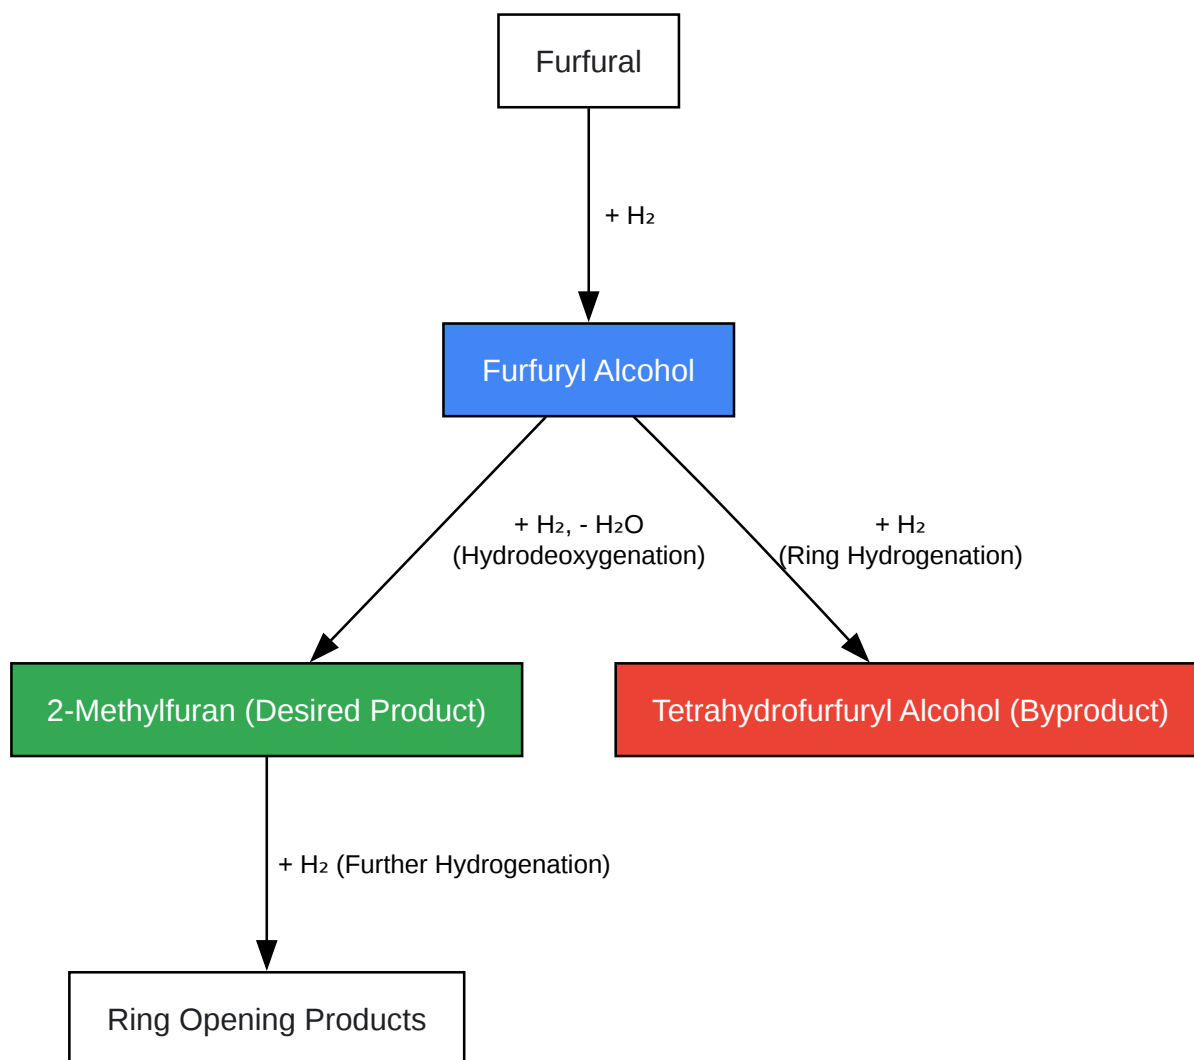 Furfural
+ H₂
Furfuryl Alcohol
+ H₂, - H₂O
(Hydrodeoxygenation)
+ H₂
(Ring Hydrogenation)
2-Methylfuran (Desired Product)
Tetrahydrofurfuryl Alcohol (Byproduct)
+ H₂ (Further Hydrogenation)
Ring Opening Products